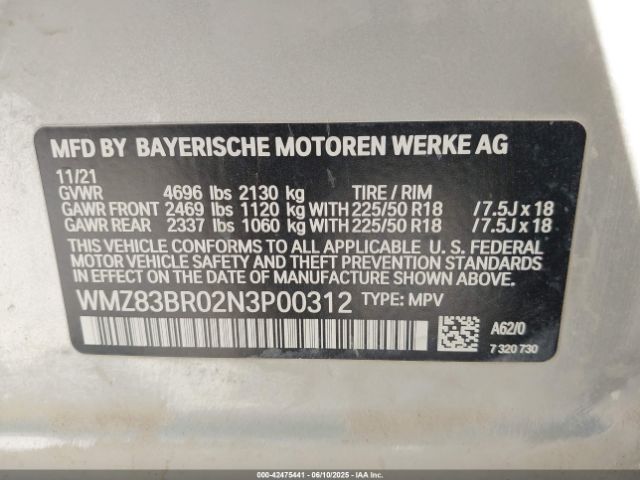 MFD BY BAYERISCHE MOTOREN WERKE AG
11/21
GVWR 4696 lbs 2130 kg TIRE / RIM
GAWR FRONT 2469 lbs 1120 kg WITH 225/50 R18 / 7.5J x 18
GAWR REAR 2337 lbs 1060 kg WITH 225/50 R18 / 7.5J x 18
THIS VEHICLE CONFORMS TO ALL APPLICABLE U. S. FEDERAL
MOTOR VEHICLE SAFETY AND THEFT PREVENTION STANDARDS
IN EFFECT ON THE DATE OF MANUFACTURE SHOWN ABOVE.
WMZ83BR02N3P00312 TYPE: MPV
A62/0
7 320 730
000-42475441 - 06/10/2025 - IAA Inc.